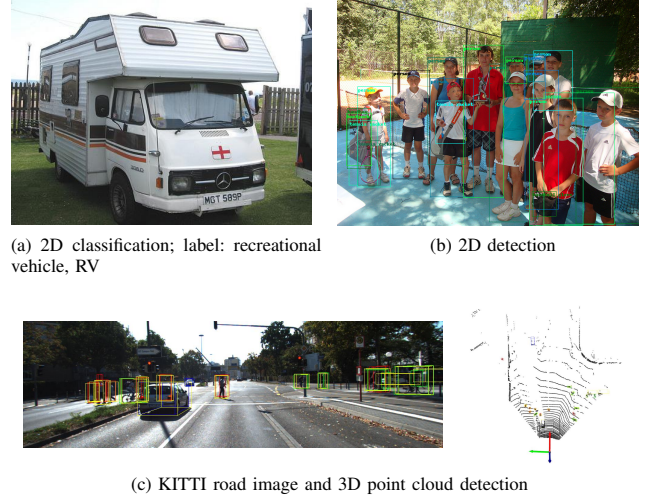 MGT 589P
(a) 2D classification; label: recreational
vehicle, RV
(b) 2D detection
(c) KITTI road image and 3D point cloud detection